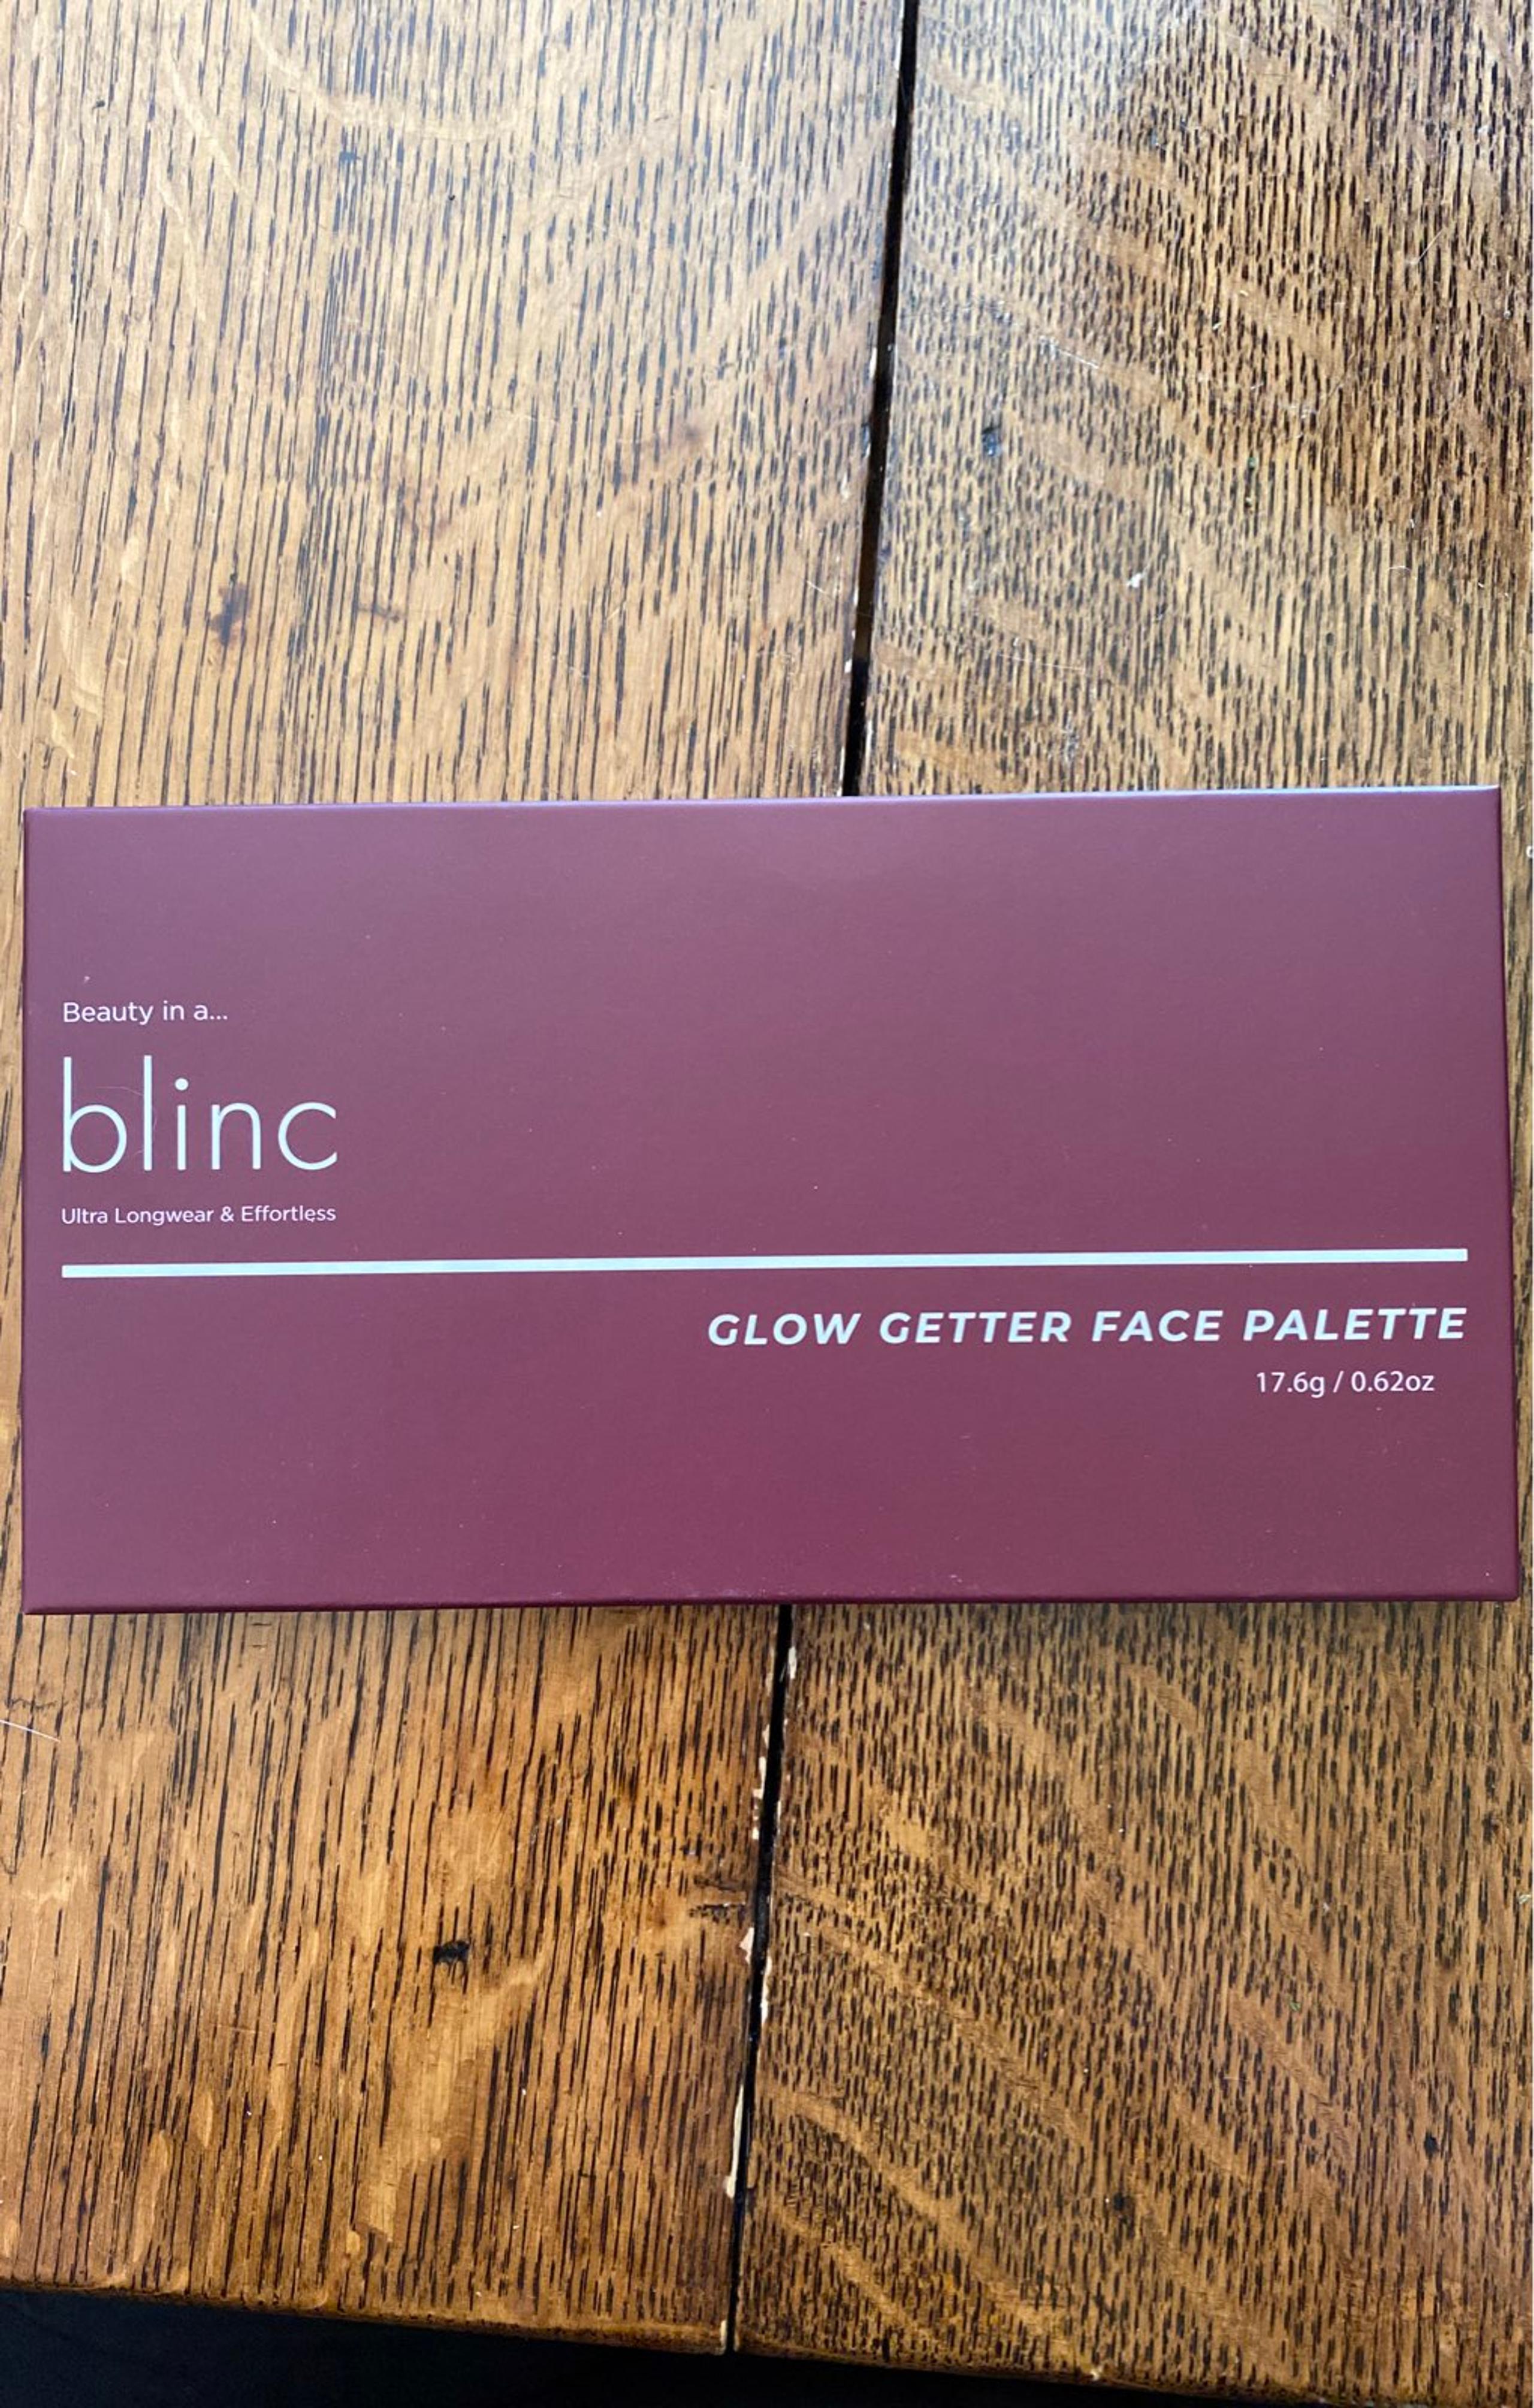 Beauty in a...
blinc
Ultra Longwear & Effortless
GLOW GETTER FACE PALETTE
17.6g / 0.62oz